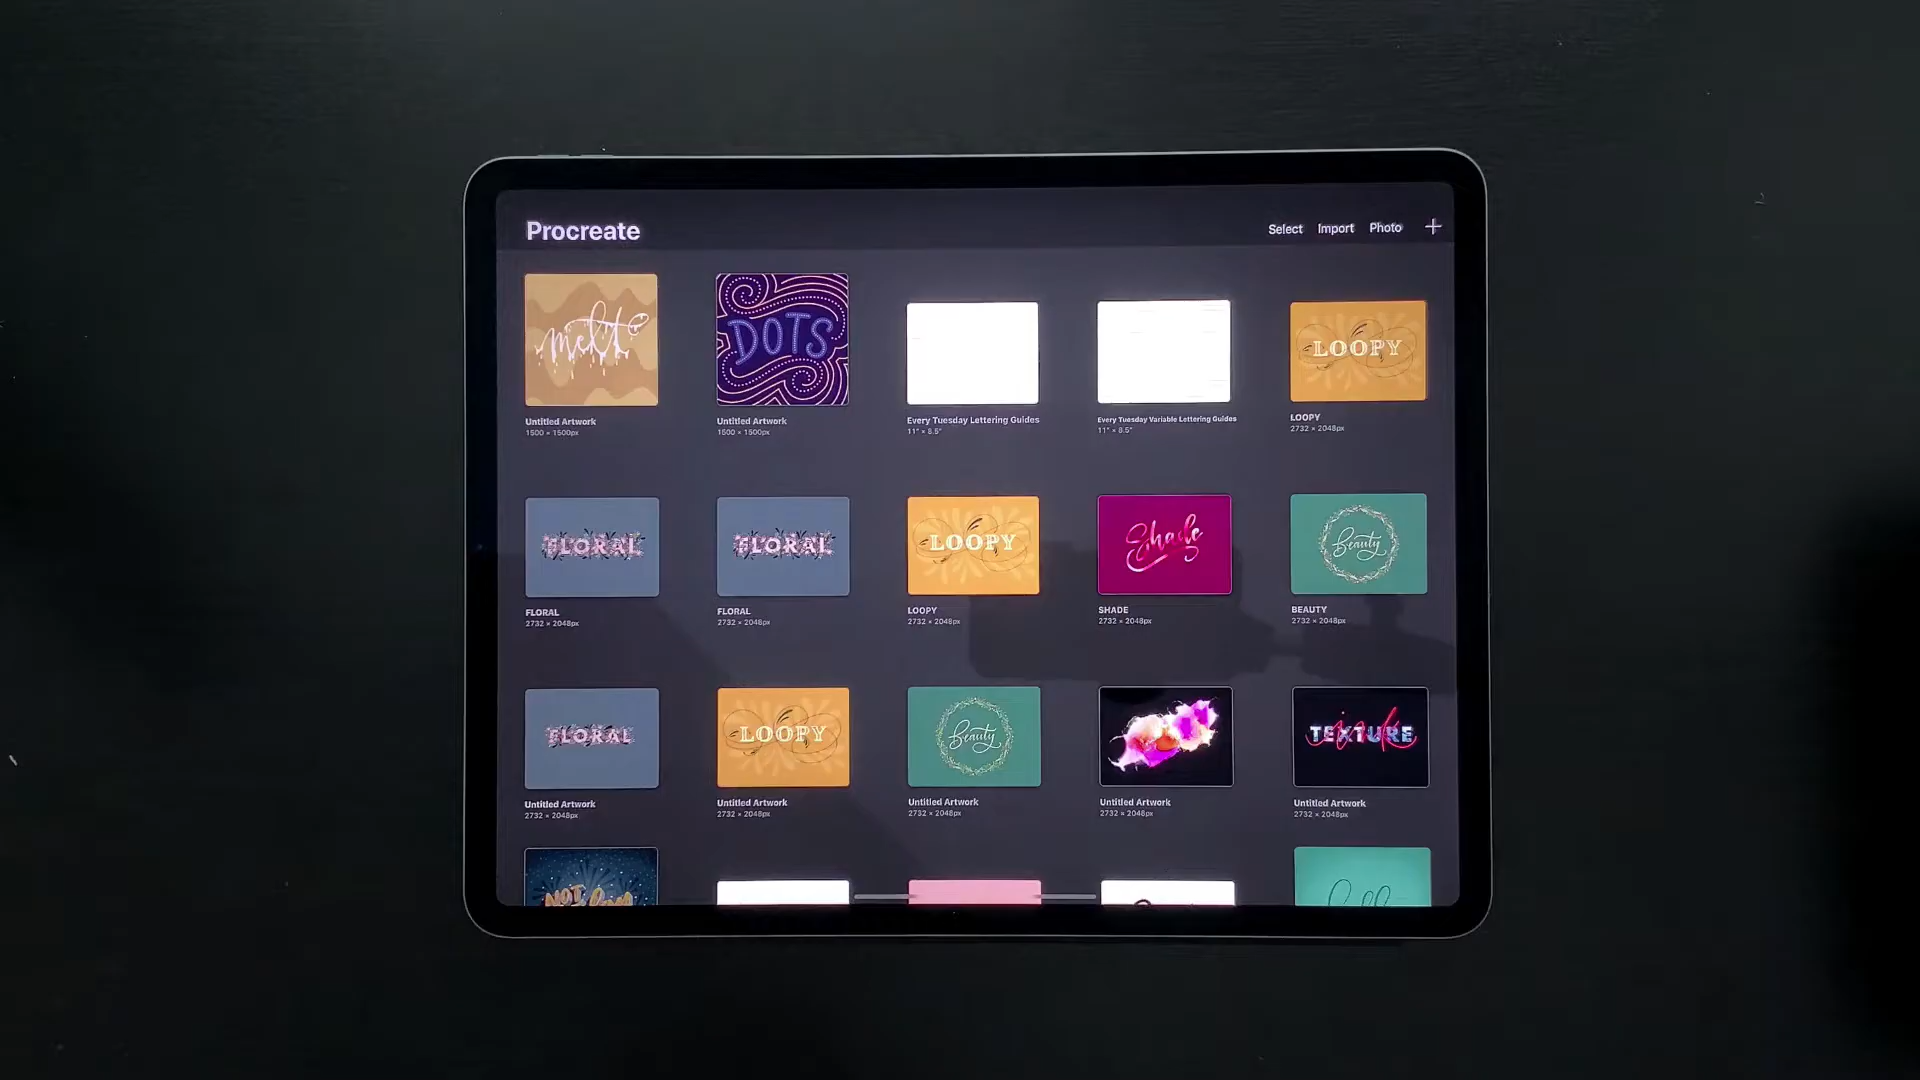 Procreate
Select Import Photo +
melt
DOTS
LOOPY
Untitled Artwork
1500 × 1500px
Untitled Artwork
1500 × 1500px
Every Tuesday Lettering Guides
11" × 8.5"
Every Tuesday Variable Lettering Guides
11" × 8.5"
LOOPY
2732 × 2048px
FLORAL
FLORAL
LOOPY
Shade
Beauty
FLORAL
2732 × 2048px
FLORAL
2732 × 2048px
LOOPY
2732 × 2048px
SHADE
2732 × 2048px
BEAUTY
2732 × 2048px
FLORAL
LOOPY
Beauty
TEXTURE
ink
Untitled Artwork
2732 × 2048px
Untitled Artwork
2732 × 2048px
Untitled Artwork
2732 × 2048px
Untitled Artwork
2732 × 2048px
Untitled Artwork
2732 × 2048px
NOT